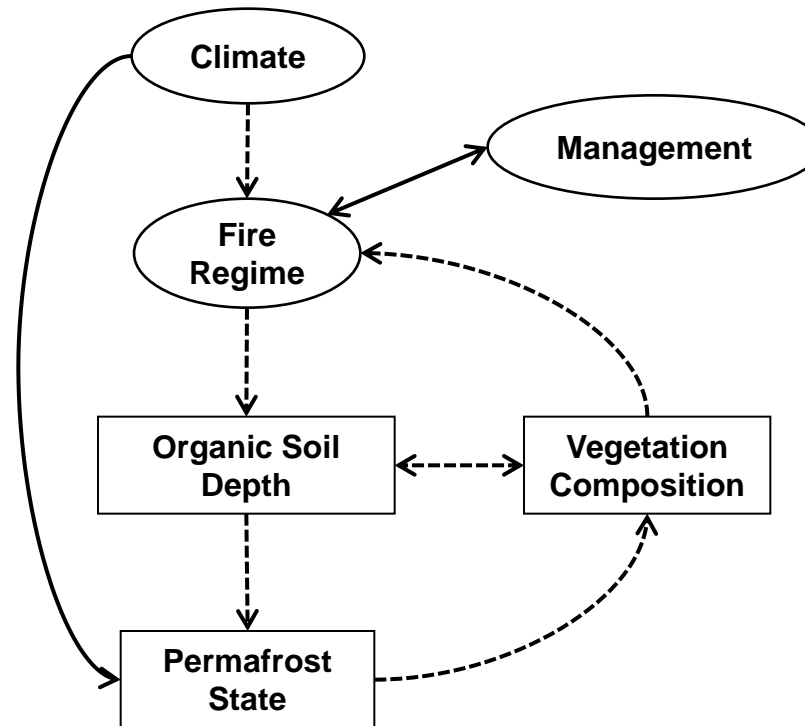 Climate
Management
Fire
Regime
Organic Soil
Depth
Vegetation
Composition
Permafrost
State